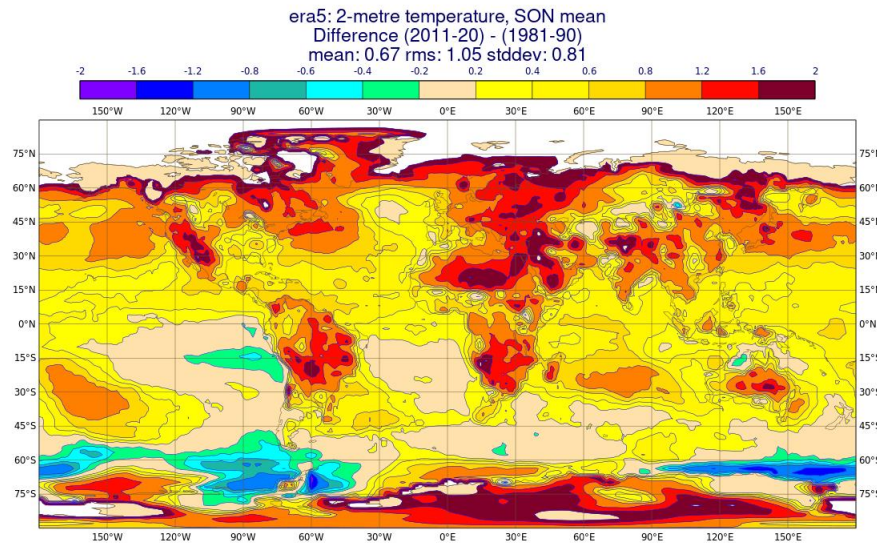 era5: 2-metre temperature, SON mean
Difference (2011-20) - (1981-90)
mean: 0.67 rms: 1.05 stddev: 0.81
-2 -1.6 -1.2 -0.8 -0.6 -0.4 -0.2 0.2 0.4 0.6 0.8 1.2 1.6 2
150°W 120°W 90°W 60°W 30°W 0°E 30°E 60°E 90°E 120°E 150°E
75°N 75°N
60°N 60°N
45°N 45°N
30°N 30°N
15°N 15°N
0°N 0°N
15°S 15°S
30°S 30°S
45°S 45°S
60°S 60°S
75°S 75°S
150°W 120°W 90°W 60°W 30°W 0°E 30°E 60°E 90°E 120°E 150°E